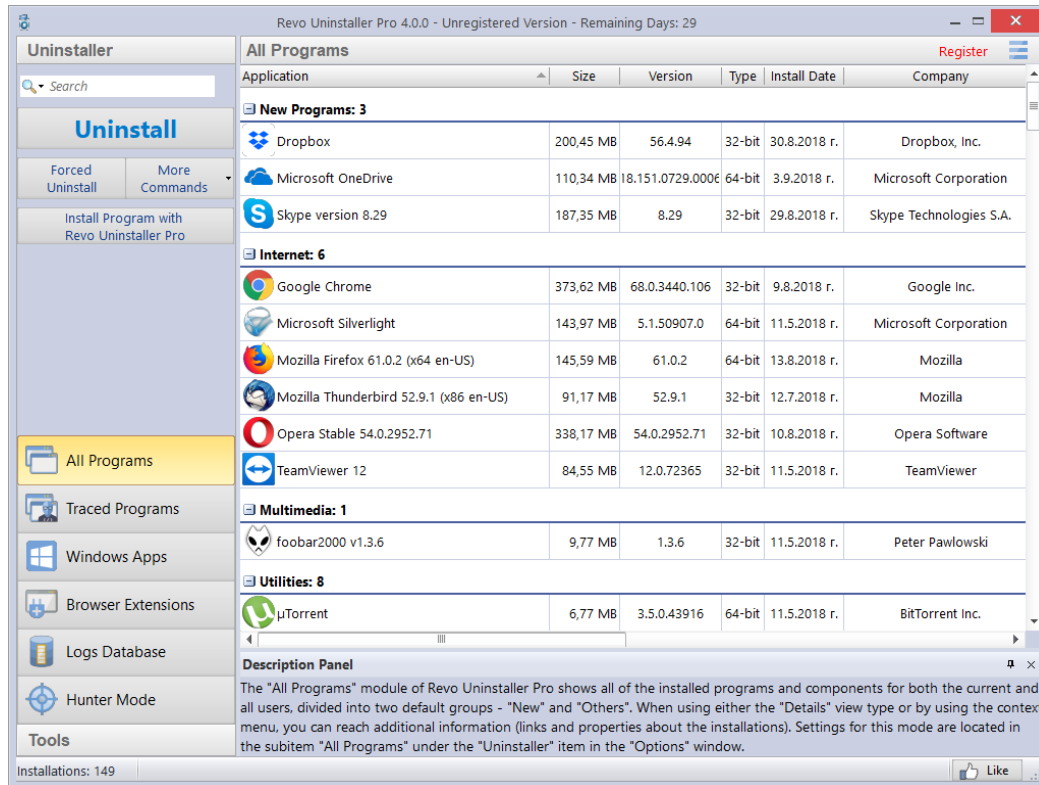 Revo Uninstaller Pro 4.0.0 - Unregistered Version - Remaining Days: 29
Uninstaller
Search
Uninstall
Forced
Uninstall
More
Commands
Install Program with
Revo Uninstaller Pro
All Programs
Traced Programs
Windows Apps
Browser Extensions
Logs Database
Hunter Mode
Tools
All Programs
Register
Application Size Version Type Install Date Company
New Programs: 3
Dropbox 200,45 MB 56.4.94 32-bit 30.8.2018 г. Dropbox, Inc.
Microsoft OneDrive 110,34 MB 18.151.0729.0006 64-bit 3.9.2018 г. Microsoft Corporation
Skype version 8.29 187,35 MB 8.29 32-bit 29.8.2018 г. Skype Technologies S.A.
Internet: 6
Google Chrome 373,62 MB 68.0.3440.106 32-bit 9.8.2018 г. Google Inc.
Microsoft Silverlight 143,97 MB 5.1.50907.0 64-bit 11.5.2018 г. Microsoft Corporation
Mozilla Firefox 61.0.2 (x64 en-US) 145,59 MB 61.0.2 64-bit 13.8.2018 г. Mozilla
Mozilla Thunderbird 52.9.1 (x86 en-US) 91,17 MB 52.9.1 32-bit 12.7.2018 г. Mozilla
Opera Stable 54.0.2952.71 338,17 MB 54.0.2952.71 32-bit 10.8.2018 г. Opera Software
TeamViewer 12 84,55 MB 12.0.72365 32-bit 11.5.2018 г. TeamViewer
Multimedia: 1
foobar2000 v1.3.6 9,77 MB 1.3.6 32-bit 11.5.2018 г. Peter Pawlowski
Utilities: 8
µTorrent 6,77 MB 3.5.0.43916 64-bit 11.5.2018 г. BitTorrent Inc.
Description Panel
The "All Programs" module of Revo Uninstaller Pro shows all of the installed programs and components for both the current and
all users, divided into two default groups - "New" and "Others". When using either the "Details" view type or by using the contex
menu, you can reach additional information (links and properties about the installations). Settings for this mode are located in
the subitem "All Programs" under the "Uninstaller" item in the "Options" window.
Installations: 149
Like